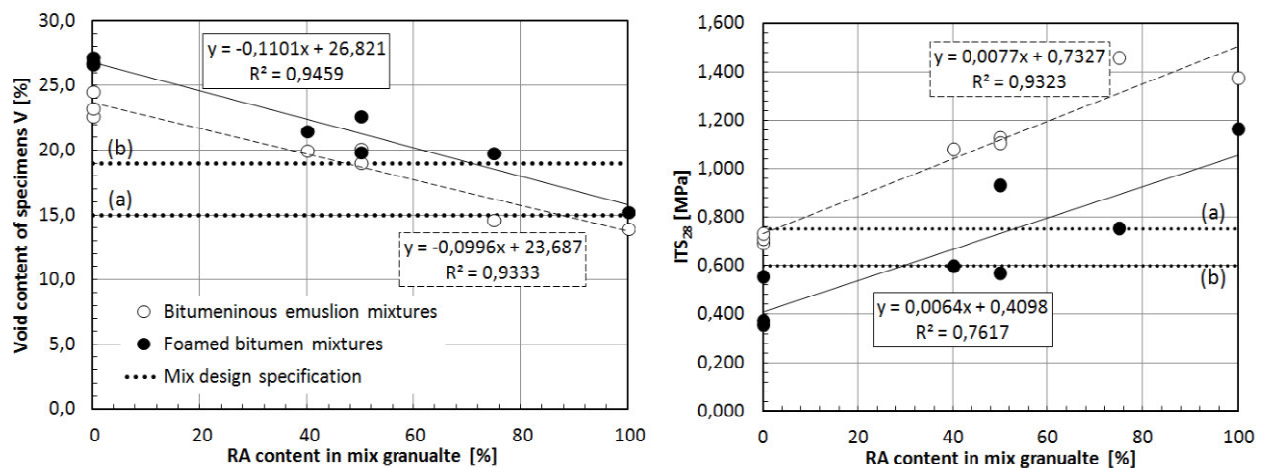 Void content of specimens V [%]
30,0
25,0
20,0
15,0
10,0
5,0
0,0
y = -0,1101x + 26,821
R² = 0,9459
(b)
(a)
y = -0,0996x + 23,687
R² = 0,9333
Bitumeninous emuslion mixtures
Foamed bitumen mixtures
Mix design specification
0 20 40 60 80 100
RA content in mix granualte [%]
ITS28 [MPa]
1,600
1,400
1,200
1,000
0,800
0,600
0,400
0,200
0,000
y = 0,0077x + 0,7327
R² = 0,9323
(a)
(b)
y = 0,0064x + 0,4098
R² = 0,7617
0 20 40 60 80 100
RA content in mix granualte [%]